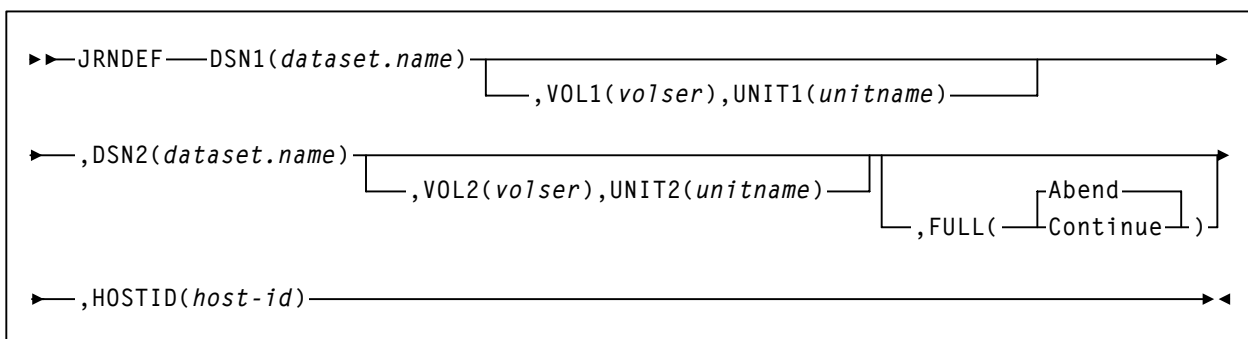 JRNDEF DSN1(dataset.name)
,VOL1(volser),UNIT1(unitname)
,DSN2(dataset.name)
,VOL2(volser),UNIT2(unitname)
,FULL( Abend
Continue )
,HOSTID(host-id)